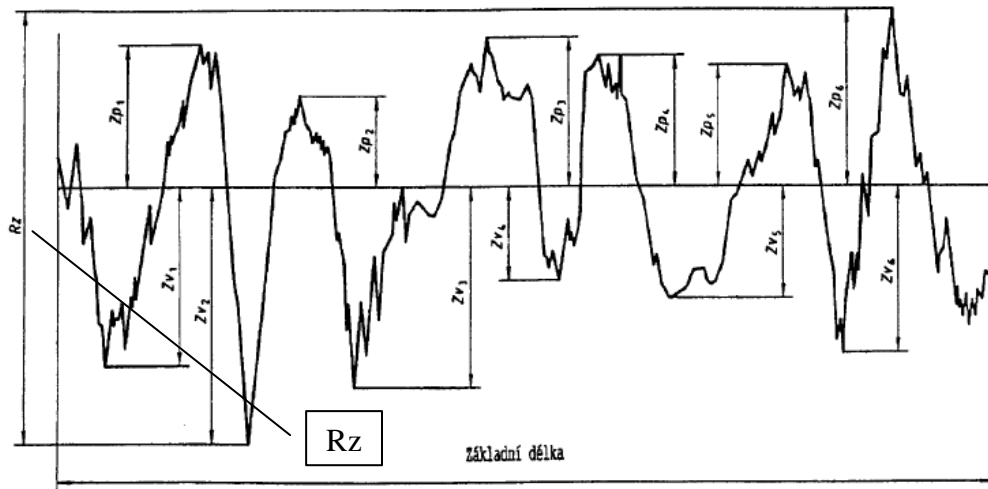 Rz
Zp₁
Zv₁
Zv₂
Zp₂
Zv₃
Zv₄
Zp₃
Zp₄
Zp₅
Zv₅
Zp₆
Zv₆
Rz
Základní délka